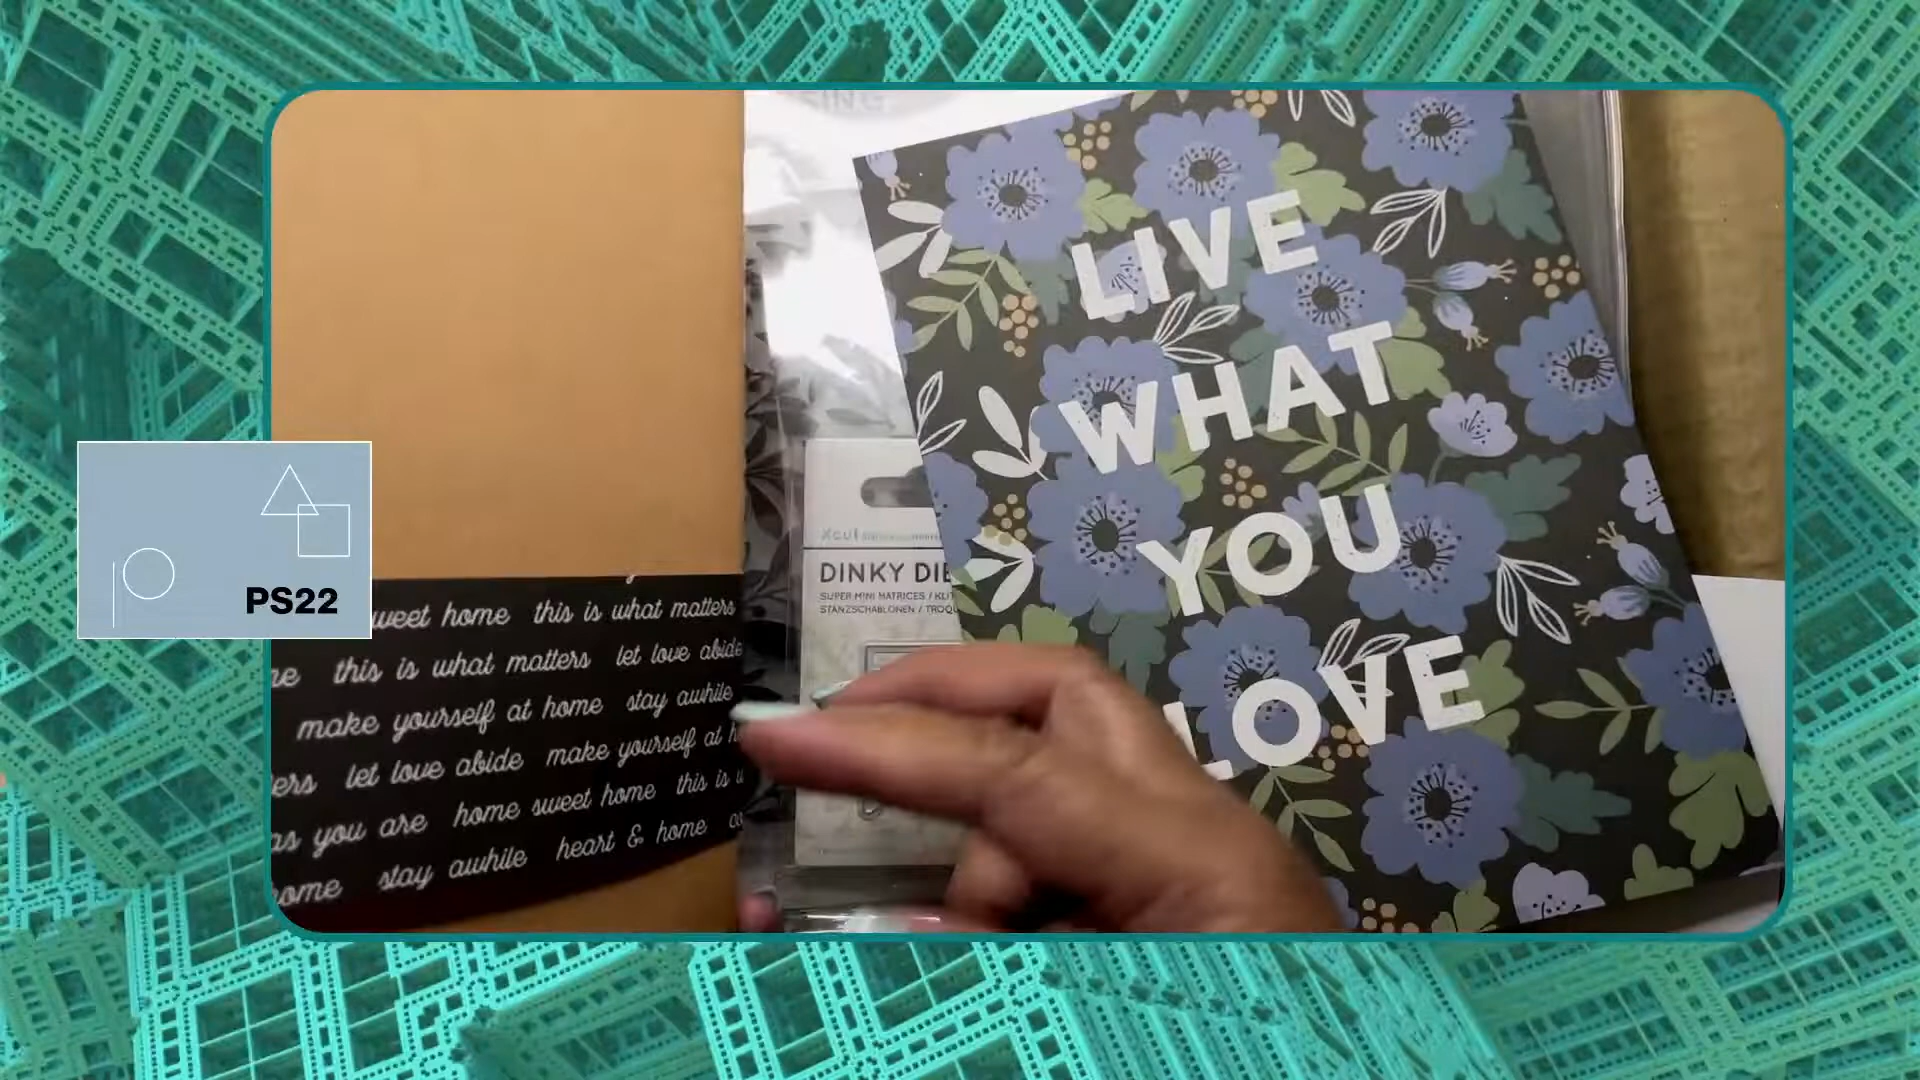 PS22
sweet home this is what matters
this is what matters let love abide
make yourself at home stay awhile
let love abide make yourself at
as you are home sweet home this is
stay awhile heart & home
Xcut
DINKY DIE
SUPER MINI MATRICES /
STANZSCHABLONEN /
LIVE
WHAT
YOU
LOVE